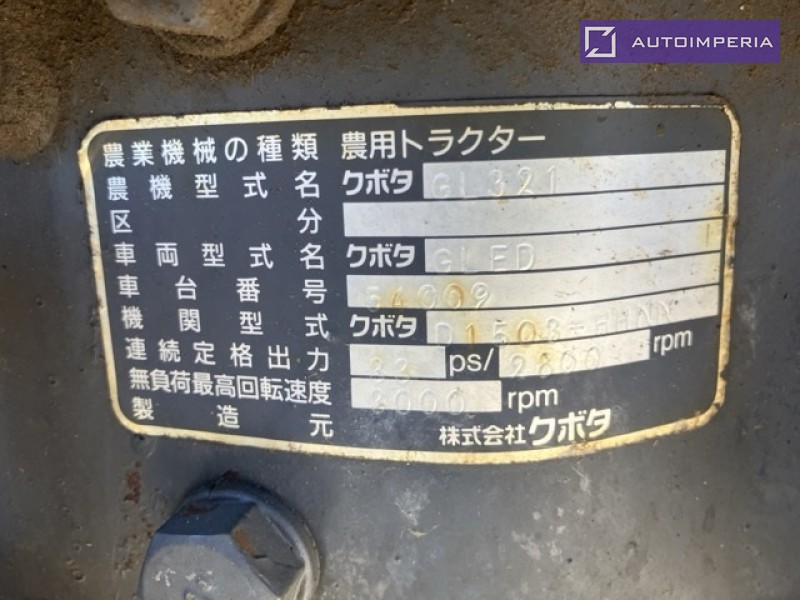 AUTOIMPERIA
農業機械の種類 農用トラクター
農機型式名 クボタ GL321
区分
車両型式名 クボタ GLED
車台番号 54009
機関型式 クボタ
連続定格出力 ps/2800 rpm
無負荷最高回転速度 3000 rpm
製造元 株式会社クボタ